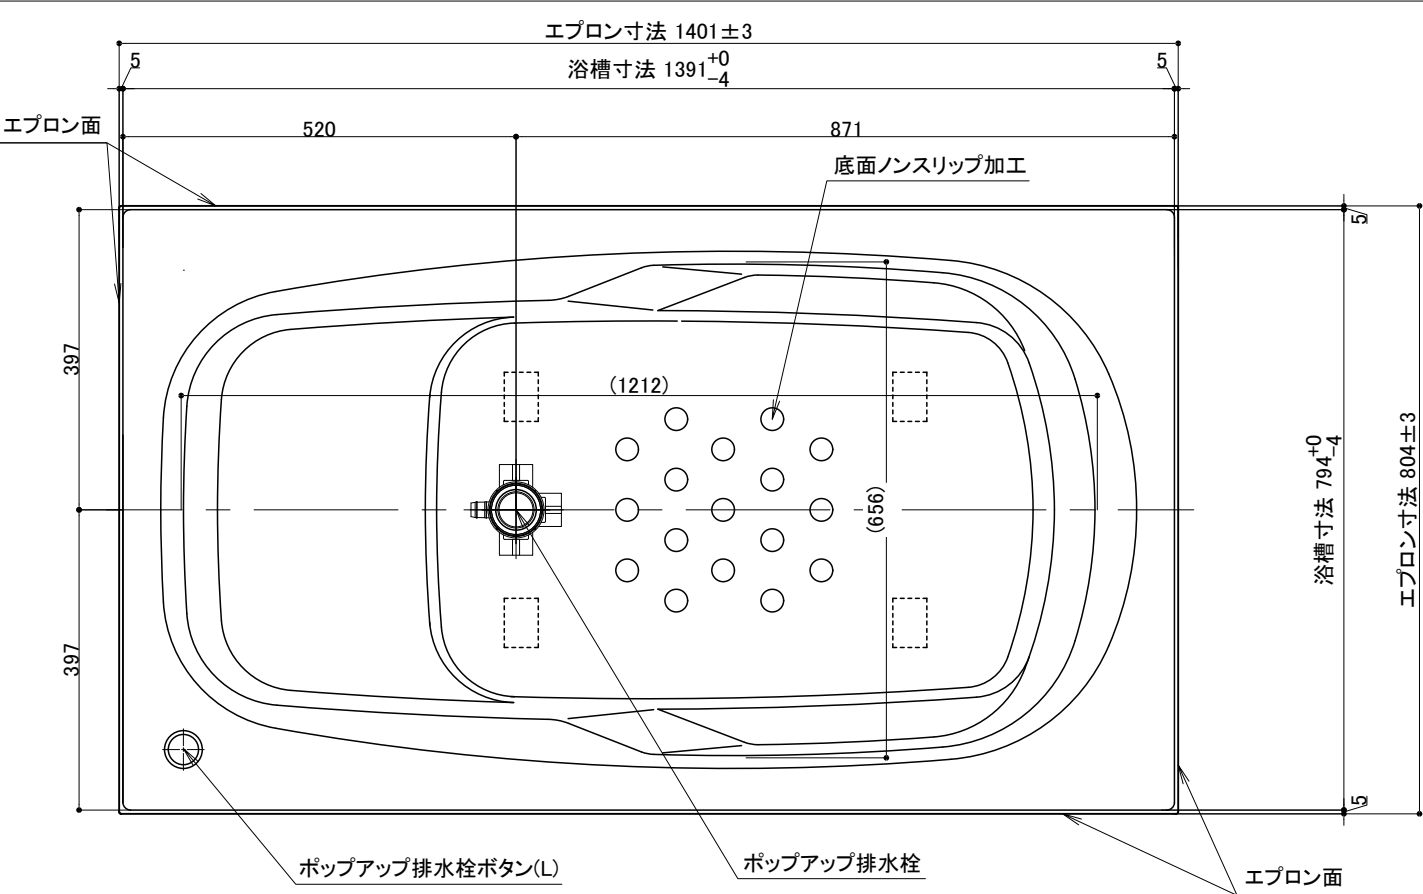 エプロン寸法 1401±3
5
浴槽寸法 1391 +0 -4
5
エプロン面
520
871
底面ノンスリップ加工
5
397
(1212)
浴槽寸法 794 +0 -4
エプロン寸法 804±3
(656)
397
5
ポップアップ排水栓ボタン(L)
ポップアップ排水栓
エプロン面